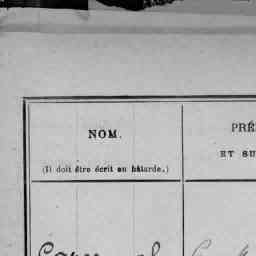 NOM.
(Il doit être écrit en bâtarde.)
PRÉ
ET SU